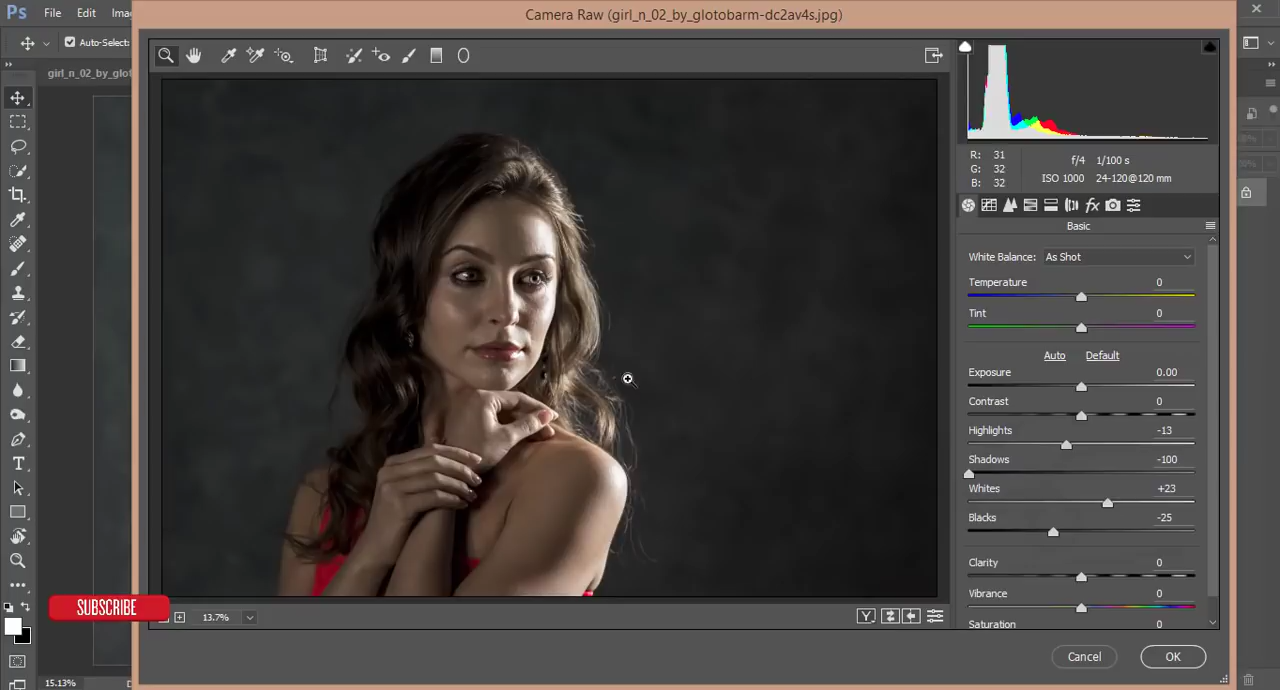 Camera Raw (girl_n_02_by_glotobarm-dc2av4s.jpg)
Ps File Edit Ima
Auto-Select:
girl_n_02_by_glot
R: 31
G: 32
B: 32
f/4 1/100 s
ISO 1000 24-120@120 mm
fx
Basic
White Balance: As Shot
Temperature 0
Tint 0
Auto Default
Exposure 0.00
Contrast 0
Highlights -13
Shadows -100
Whites +23
Blacks -25
Clarity 0
Vibrance 0
Saturation 0
T
SUBSCRIBE
13.7%
Y
Cancel OK
15.13%